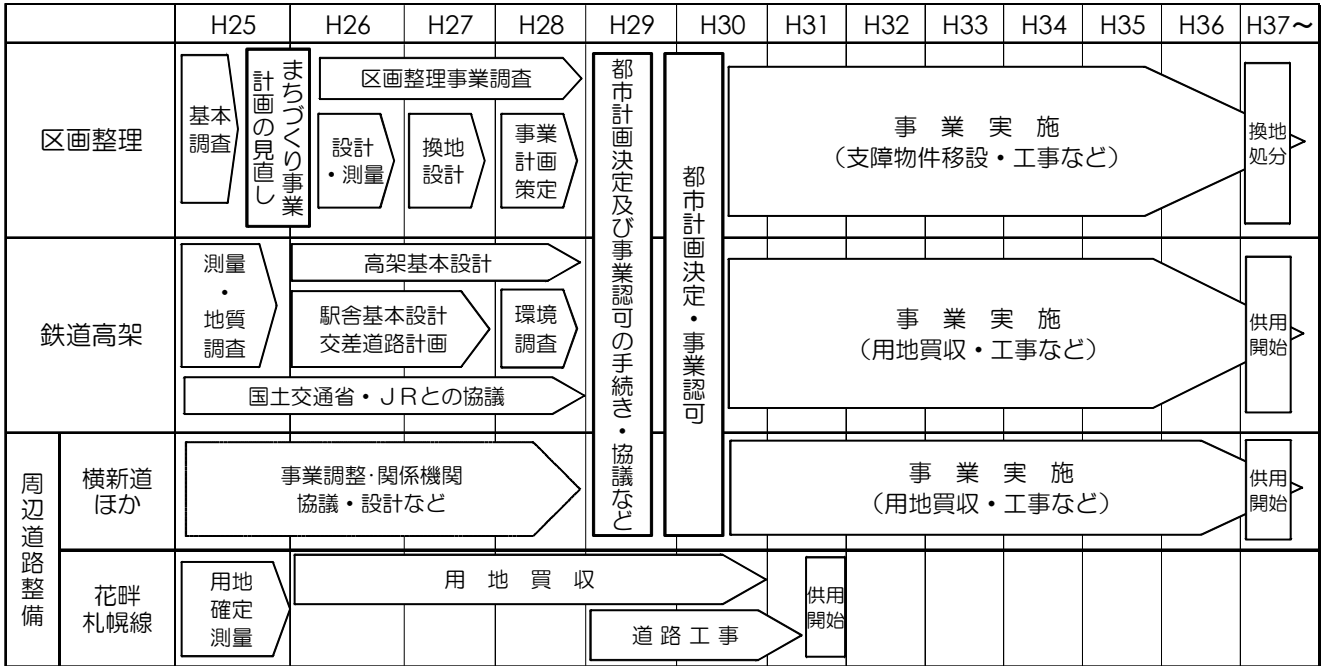 H25 H26 H27 H28 H29 H30 H31 H32 H33 H34 H35 H36 H37～
区画整理
基本
調査
まちづくり事業
計画の見直し
区画整理事業調査
設計
・測量
換地
設計
事業
計画
策定
都市計画決定及び事業認可の手続き・協議など
都市計画決定・事業認可
事業実施
（支障物件移設・工事など）
換地
処分
鉄道高架
測量
・
地質
調査
高架基本設計
駅舎基本設計
交差道路計画
環境
調査
国土交通省・ＪＲとの協議
事業実施
（用地買収・工事など）
供用
開始
周辺道路整備
横新道
ほか
事業調整･関係機関
協議・設計など
事業実施
（用地買収・工事など）
供用
開始
花畔
札幌線
用地
確定
測量
用地買収
道路工事
供用
開始